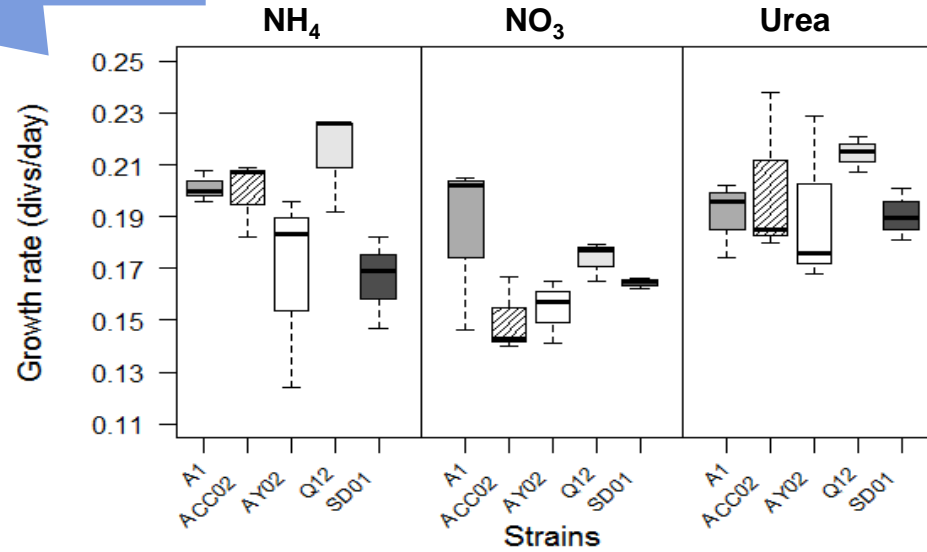 NH₄ NO₃ Urea
Growth rate (divs/day)
0.25
0.23
0.21
0.19
0.17
0.15
0.13
0.11
A1 ACC02 AY02 Q12 SD01 A1 ACC02 AY02 Q12 SD01 A1 ACC02 AY02 Q12 SD01
Strains